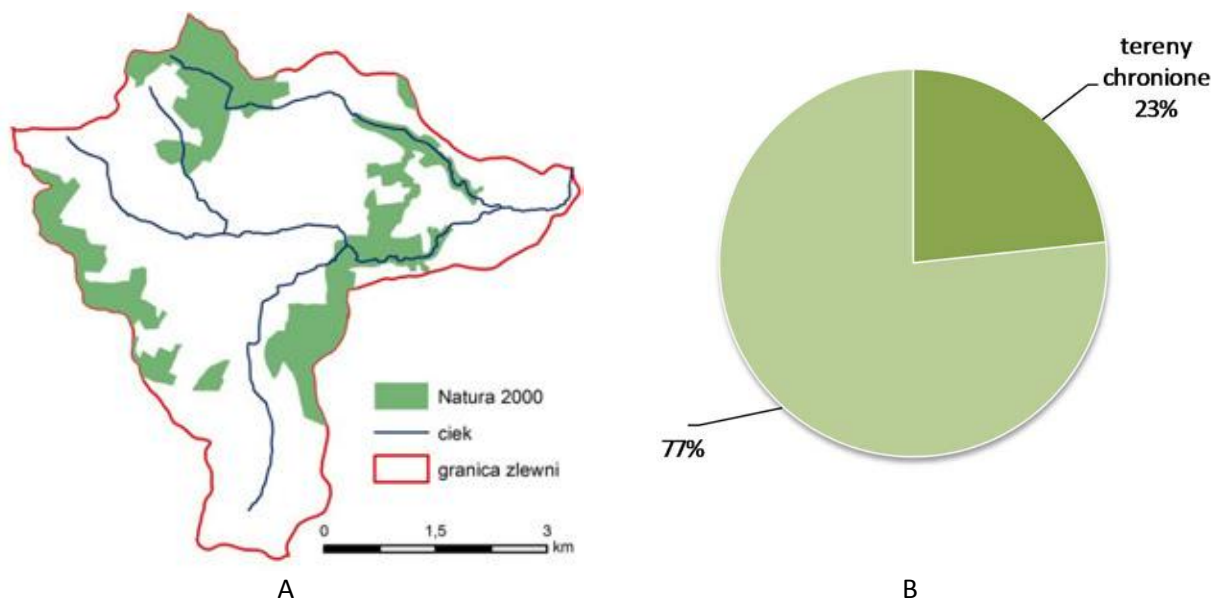 Natura 2000
ciek
granica zlewni
0 1,5 3
km
A
tereny
chronione
23%
77%
B